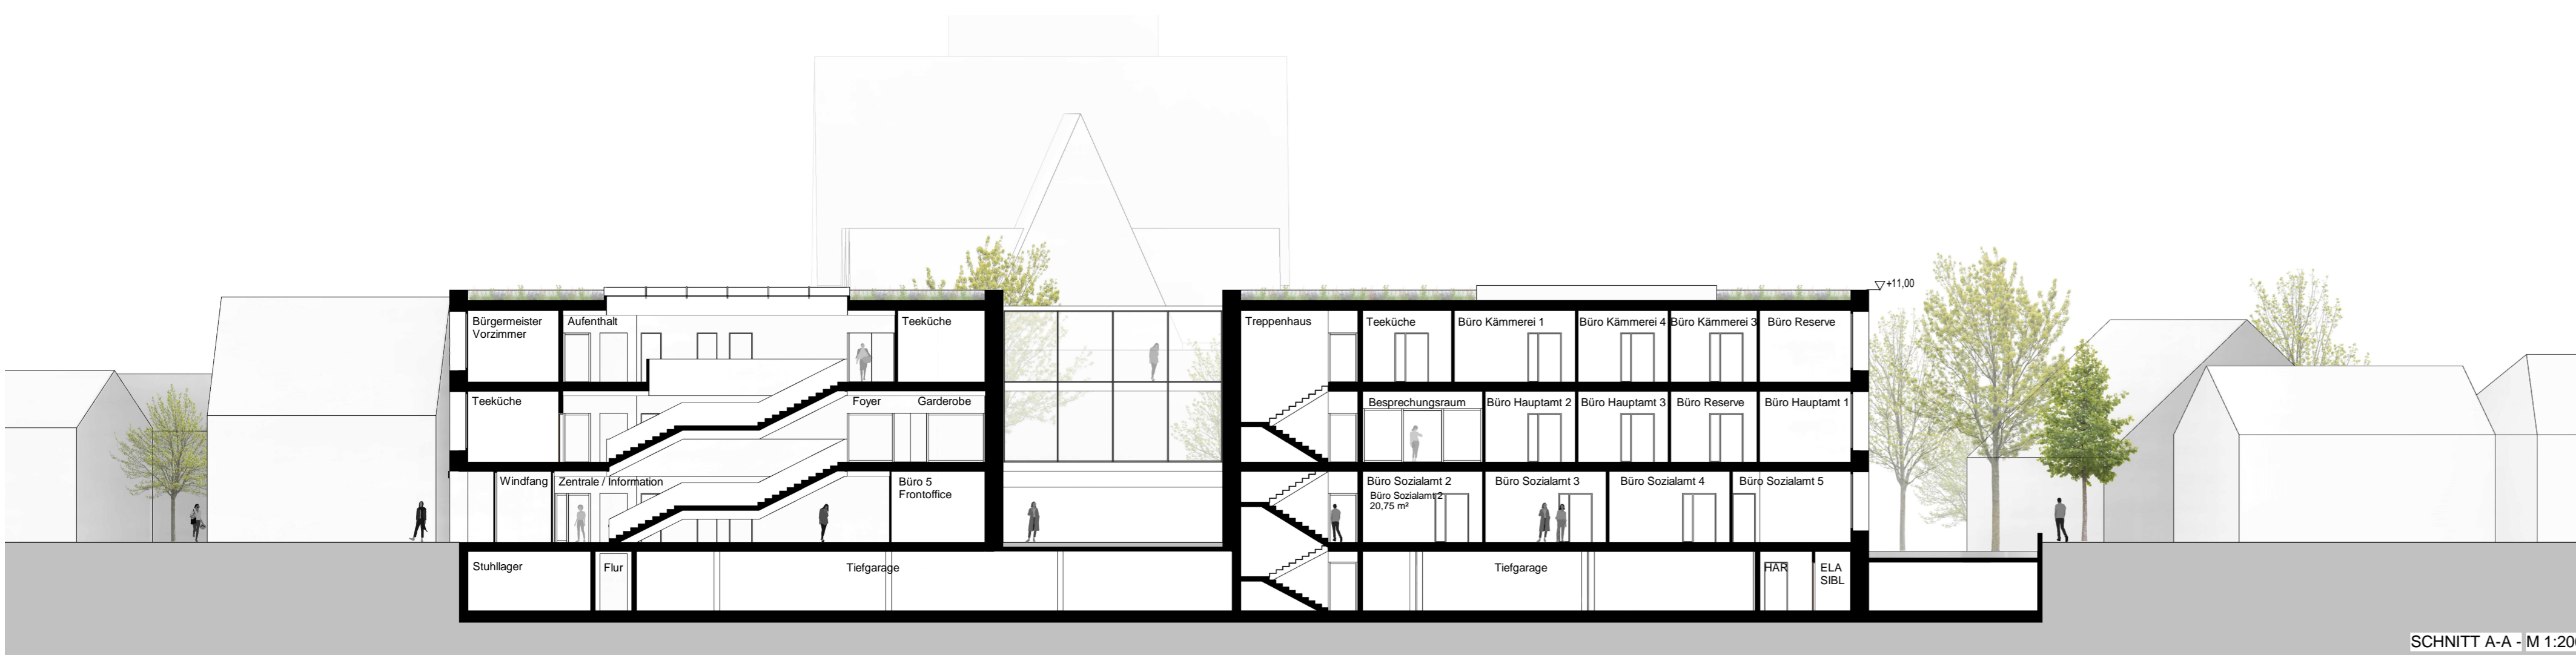 +11,00
Bürgermeister
Vorzimmer
Aufenthalt
Teeküche
Treppenhaus
Teeküche
Büro Kämmerei 1
Büro Kämmerei 4
Büro Kämmerei 3
Büro Reserve
Teeküche
Foyer
Garderobe
Besprechungsraum
Büro Hauptamt 2
Büro Hauptamt 3
Büro Reserve
Büro Hauptamt 1
Windfang
Zentrale / Information
Büro 5
Frontoffice
Büro Sozialamt 2
Büro Sozialamt 2
20,75 m²
Büro Sozialamt 3
Büro Sozialamt 4
Büro Sozialamt 5
Stuhllager
Flur
Tiefgarage
Tiefgarage
HAR
ELA
SIBL
SCHNITT A-A - M 1:20